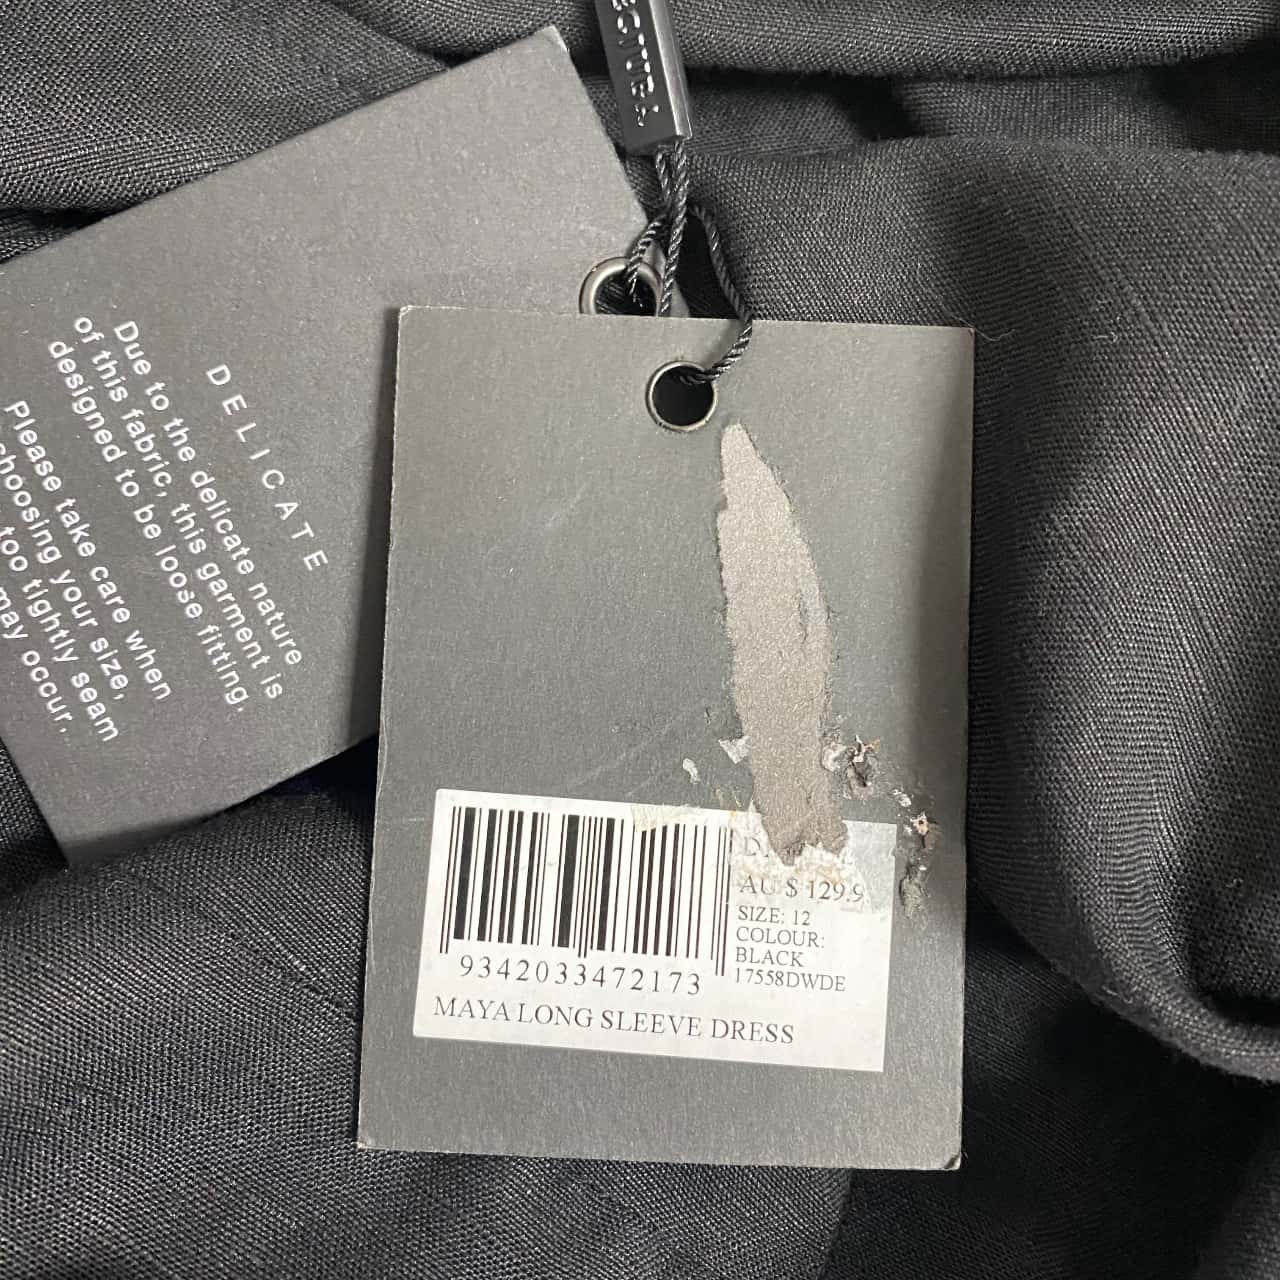 DELICATE
Due to the delicate nature
of this fabric, this garment is
designed to be loose fitting.
Please take care when
choosing your size,
too tightly seam
may occur.
AU $ 129.9
SIZE: 12
COLOUR:
BLACK
17558DWDE
9342033472173
MAYA LONG SLEEVE DRESS